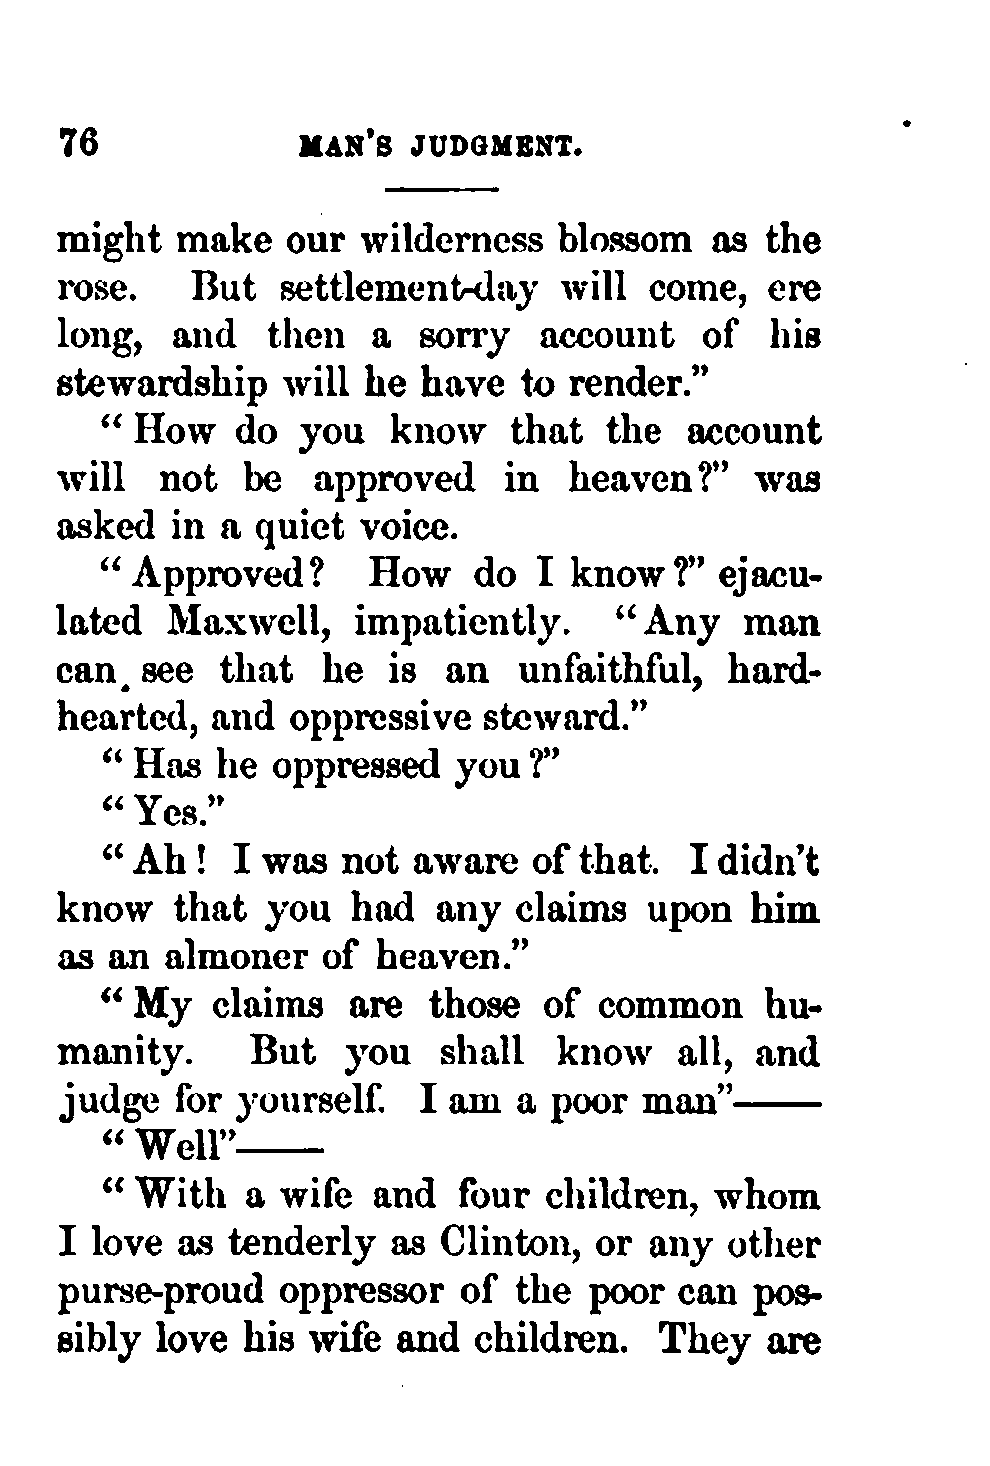 76 MAN'S JUDGMENT.
might make our wilderness blossom as the
rose. But settlement-day will come, ere
long, and then a sorry account of his
stewardship will he have to render."
"How do you know that the account
will not be approved in heaven?" was
asked in a quiet voice.
"Approved? How do I know?" ejacu-
lated Maxwell, impatiently. "Any man
can see that he is an unfaithful, hard-
hearted, and oppressive steward."
"Has he oppressed you?"
"Yes."
"Ah! I was not aware of that. I didn't
know that you had any claims upon him
as an almoner of heaven."
"My claims are those of common hu-
manity. But you shall know all, and
judge for yourself. I am a poor man"——
"Well"——
"With a wife and four children, whom
I love as tenderly as Clinton, or any other
purse-proud oppressor of the poor can pos-
sibly love his wife and children. They are